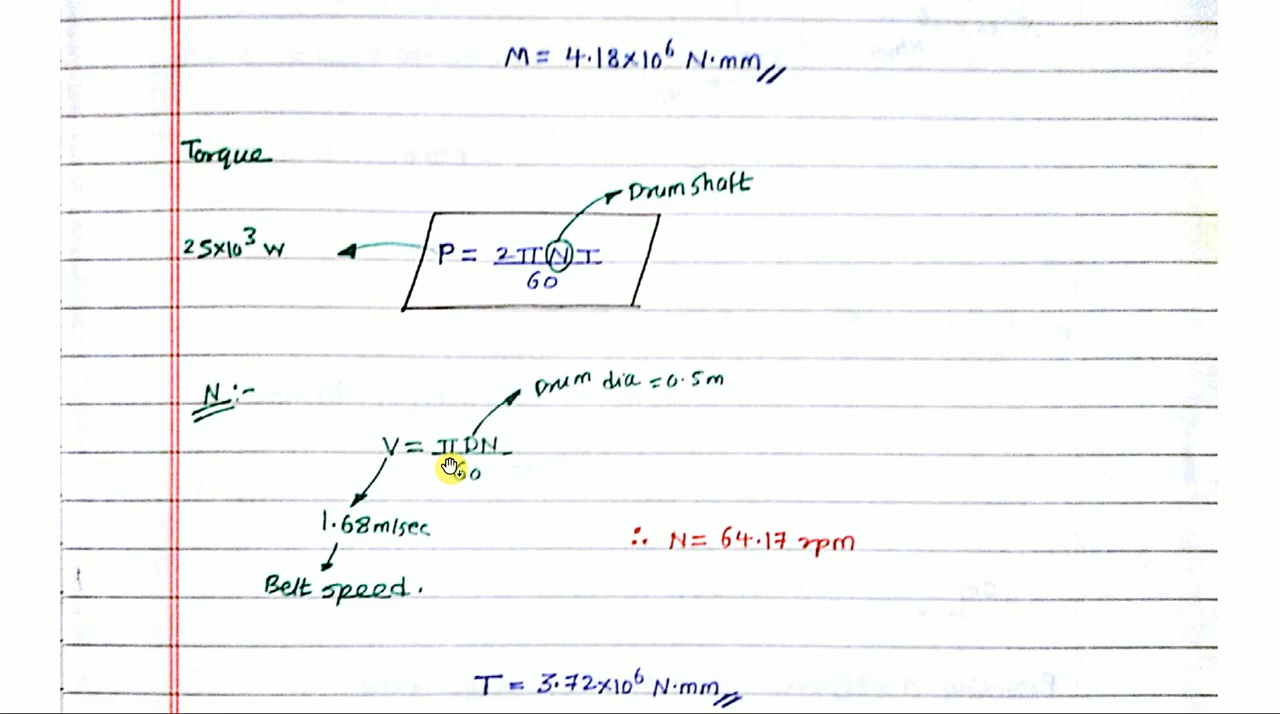 M = 4.18×10⁶ N·mm
Torque
Drum shaft
25×10³ W
P = 2πNT
60
N :-
Drum dia = 0.5m
V = πDN
60
1.68m/sec
∴ N = 64.17 rpm
Belt speed.
T = 3.72×10⁶ N·mm